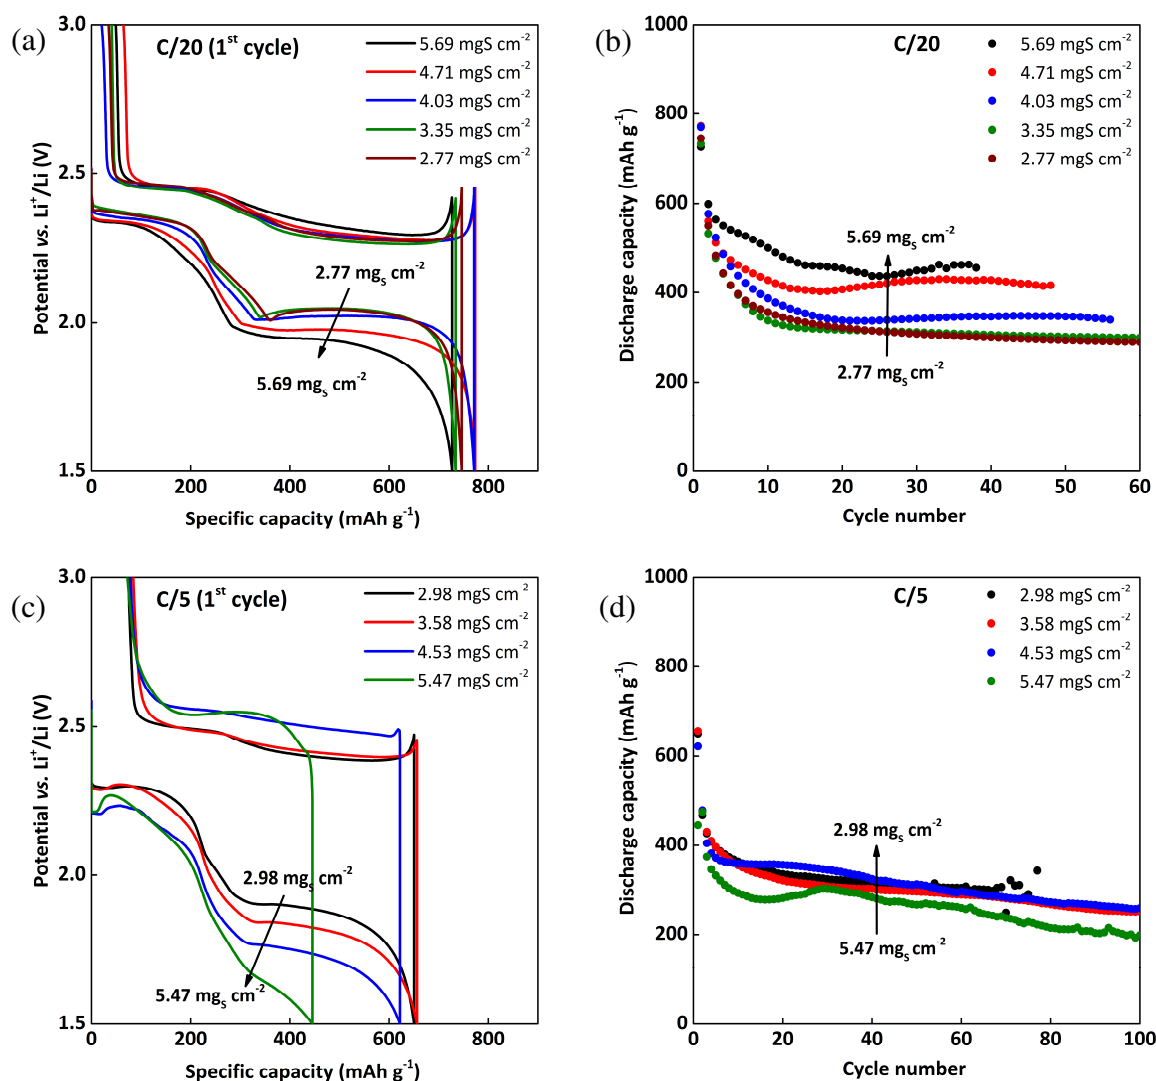 (a)
C/20 (1st cycle)
5.69 mgS cm-2
4.71 mgS cm-2
4.03 mgS cm-2
3.35 mgS cm-2
2.77 mgS cm-2
2.77 mgS cm-2
5.69 mgS cm-2
3.0
2.5
2.0
1.5
Potential vs. Li+/Li (V)
0 200 400 600 800
Specific capacity (mAh g-1)
(b)
C/20
5.69 mgS cm-2
4.71 mgS cm-2
4.03 mgS cm-2
3.35 mgS cm-2
2.77 mgS cm-2
5.69 mgS cm-2
2.77 mgS cm-2
1000
800
600
400
200
0
Discharge capacity (mAh g-1)
0 10 20 30 40 50 60
Cycle number
(c)
C/5 (1st cycle)
2.98 mgS cm-2
3.58 mgS cm-2
4.53 mgS cm-2
5.47 mgS cm-2
2.98 mgS cm-2
5.47 mgS cm-2
3.0
2.5
2.0
1.5
Potential vs. Li+/Li (V)
0 200 400 600 800
Specific capacity (mAh g-1)
(d)
C/5
2.98 mgS cm-2
3.58 mgS cm-2
4.53 mgS cm-2
5.47 mgS cm-2
2.98 mgS cm-2
5.47 mgS cm2
1000
800
600
400
200
0
Discharge capacity (mAh g-1)
0 20 40 60 80 100
Cycle number